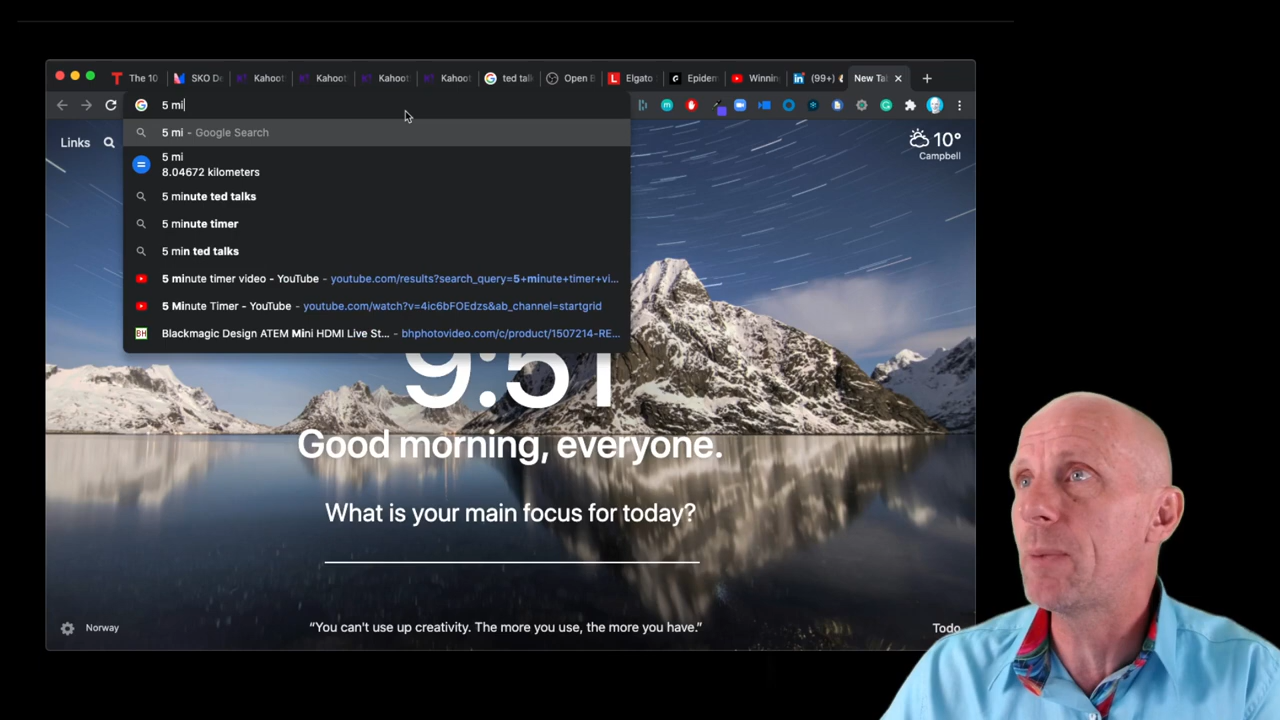 The 10
SKO De
Kahoot
Kahoot
Kahoot
Kahoot
ted talk
Open B
Elgato
Epiden
Winnin
(99+)
New Ta
5 mi
Links
10°
Campbell
5 mi - Google Search
5 mi
8.04672 kilometers
5 minute ted talks
5 minute timer
5 min ted talks
5 minute timer video - YouTube - youtube.com/results?search_query=5+minute+timer+vi...
5 Minute Timer - YouTube - youtube.com/watch?v=4ic6bFOEdzs&ab_channel=startgrid
BH Blackmagic Design ATEM Mini HDMI Live St... - bhphotovideo.com/c/product/1507214-RE...
9:51
Good morning, everyone.
What is your main focus for today?
Norway
“You can't use up creativity. The more you use, the more you have.”
Todo